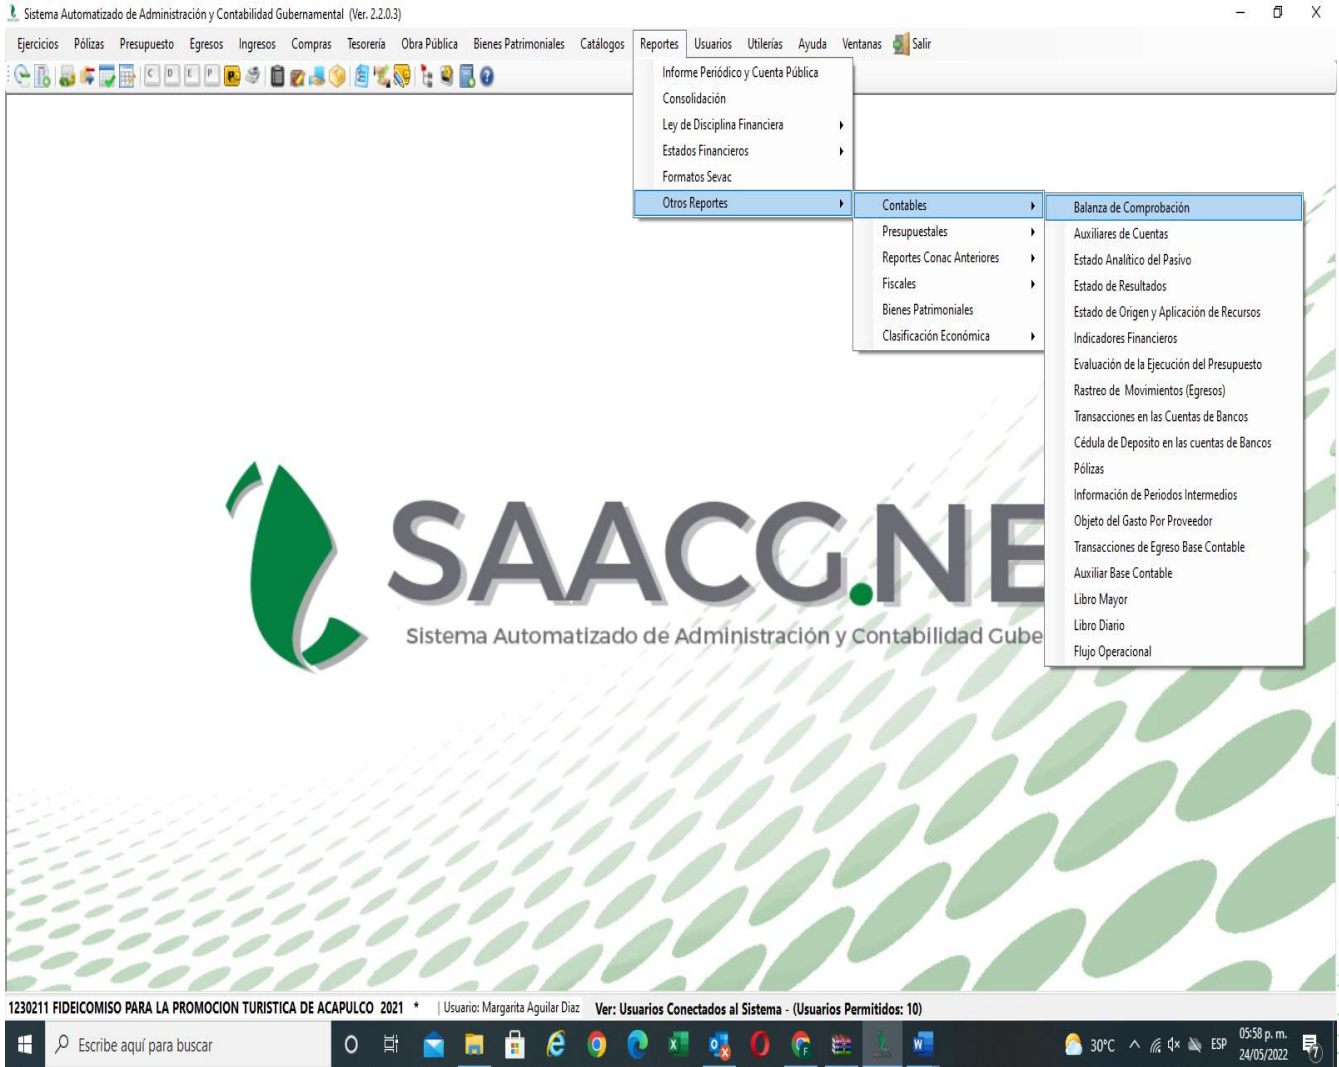 Sistema Automatizado de Administración y Contabilidad Gubernamental (Ver. 2.2.0.3)
Ejercicios Pólizas Presupuesto Egresos Ingresos Compras Tesorería Obra Pública Bienes Patrimoniales Catálogos Reportes Usuarios Utilerías Ayuda Ventanas Salir
C D E P P
Informe Periódico y Cuenta Pública
Consolidación
Ley de Disciplina Financiera
Estados Financieros
Formatos Sevac
Otros Reportes
Contables
Presupuestales
Reportes Conac Anteriores
Fiscales
Bienes Patrimoniales
Clasificación Económica
Balanza de Comprobación
Auxiliares de Cuentas
Estado Analítico del Pasivo
Estado de Resultados
Estado de Origen y Aplicación de Recursos
Indicadores Financieros
Evaluación de la Ejecución del Presupuesto
Rastreo de Movimientos (Egresos)
Transacciones en las Cuentas de Bancos
Cédula de Deposito en las cuentas de Bancos
Pólizas
Información de Periodos Intermedios
Objeto del Gasto Por Proveedor
Transacciones de Egreso Base Contable
Auxiliar Base Contable
Libro Mayor
Libro Diario
Flujo Operacional
SAACG.NE
Sistema Automatizado de Administración y Contabilidad Gube
1230211 FIDEICOMISO PARA LA PROMOCION TURISTICA DE ACAPULCO 2021 * | Usuario: Margarita Aguilar Diaz Ver: Usuarios Conectados al Sistema - (Usuarios Permitidos: 10)
Escribe aquí para buscar
30°C ESP
05:58 p. m.
24/05/2022
7